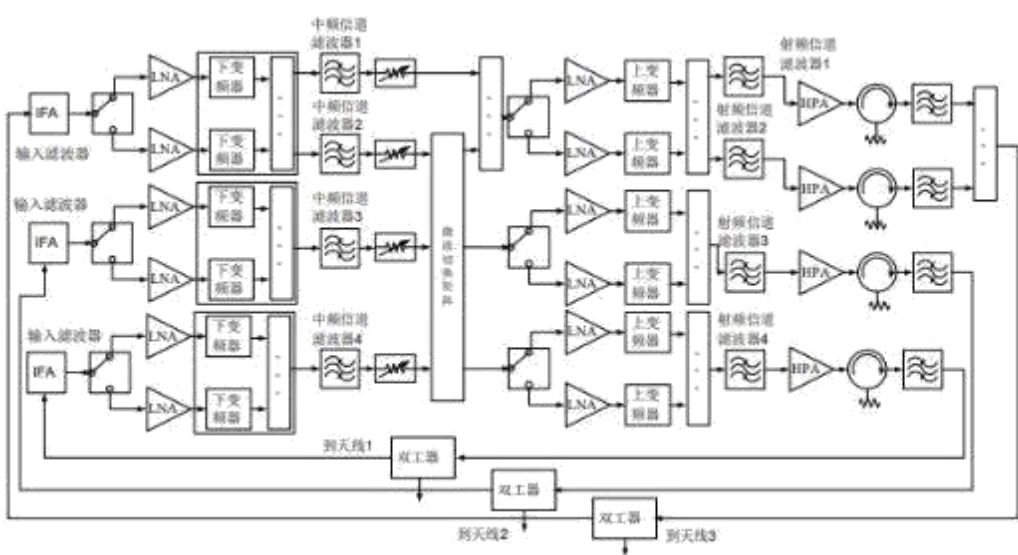 中频信道
滤波器1
射频信道
滤波器1
IFA
输入滤波器
LNA
下变
频器
LNA
下变
频器
中频信道
滤波器2
LNA
上变
频器
LNA
上变
频器
射频信道
滤波器2
HPA
HPA
输入滤波器
IFA
LNA
下变
频器
LNA
下变
频器
中频信道
滤波器3
微波切换矩阵
LNA
上变
频器
LNA
上变
频器
射频信道
滤波器3
HPA
输入滤波器
IFA
LNA
下变
频器
LNA
下变
频器
中频信道
滤波器4
LNA
上变
频器
LNA
上变
频器
射频信道
滤波器4
HPA
到天线1
双工器
双工器
到天线2
双工器
到天线3